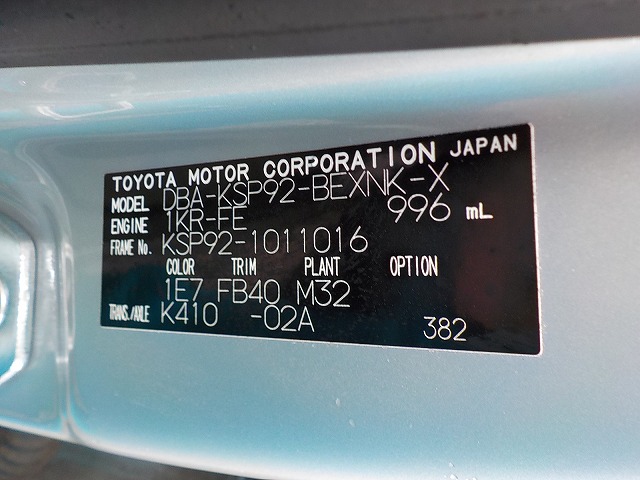 TOYOTA MOTOR CORPORATION JAPAN
MODEL DBA-KSP92-BEXNK-X
ENGINE 1KR-FE 996 mL
FRAME No. KSP92-1011016
COLOR TRIM PLANT OPTION
1E7 FB40 M32
TRANS./AXLE K410 -02A
382